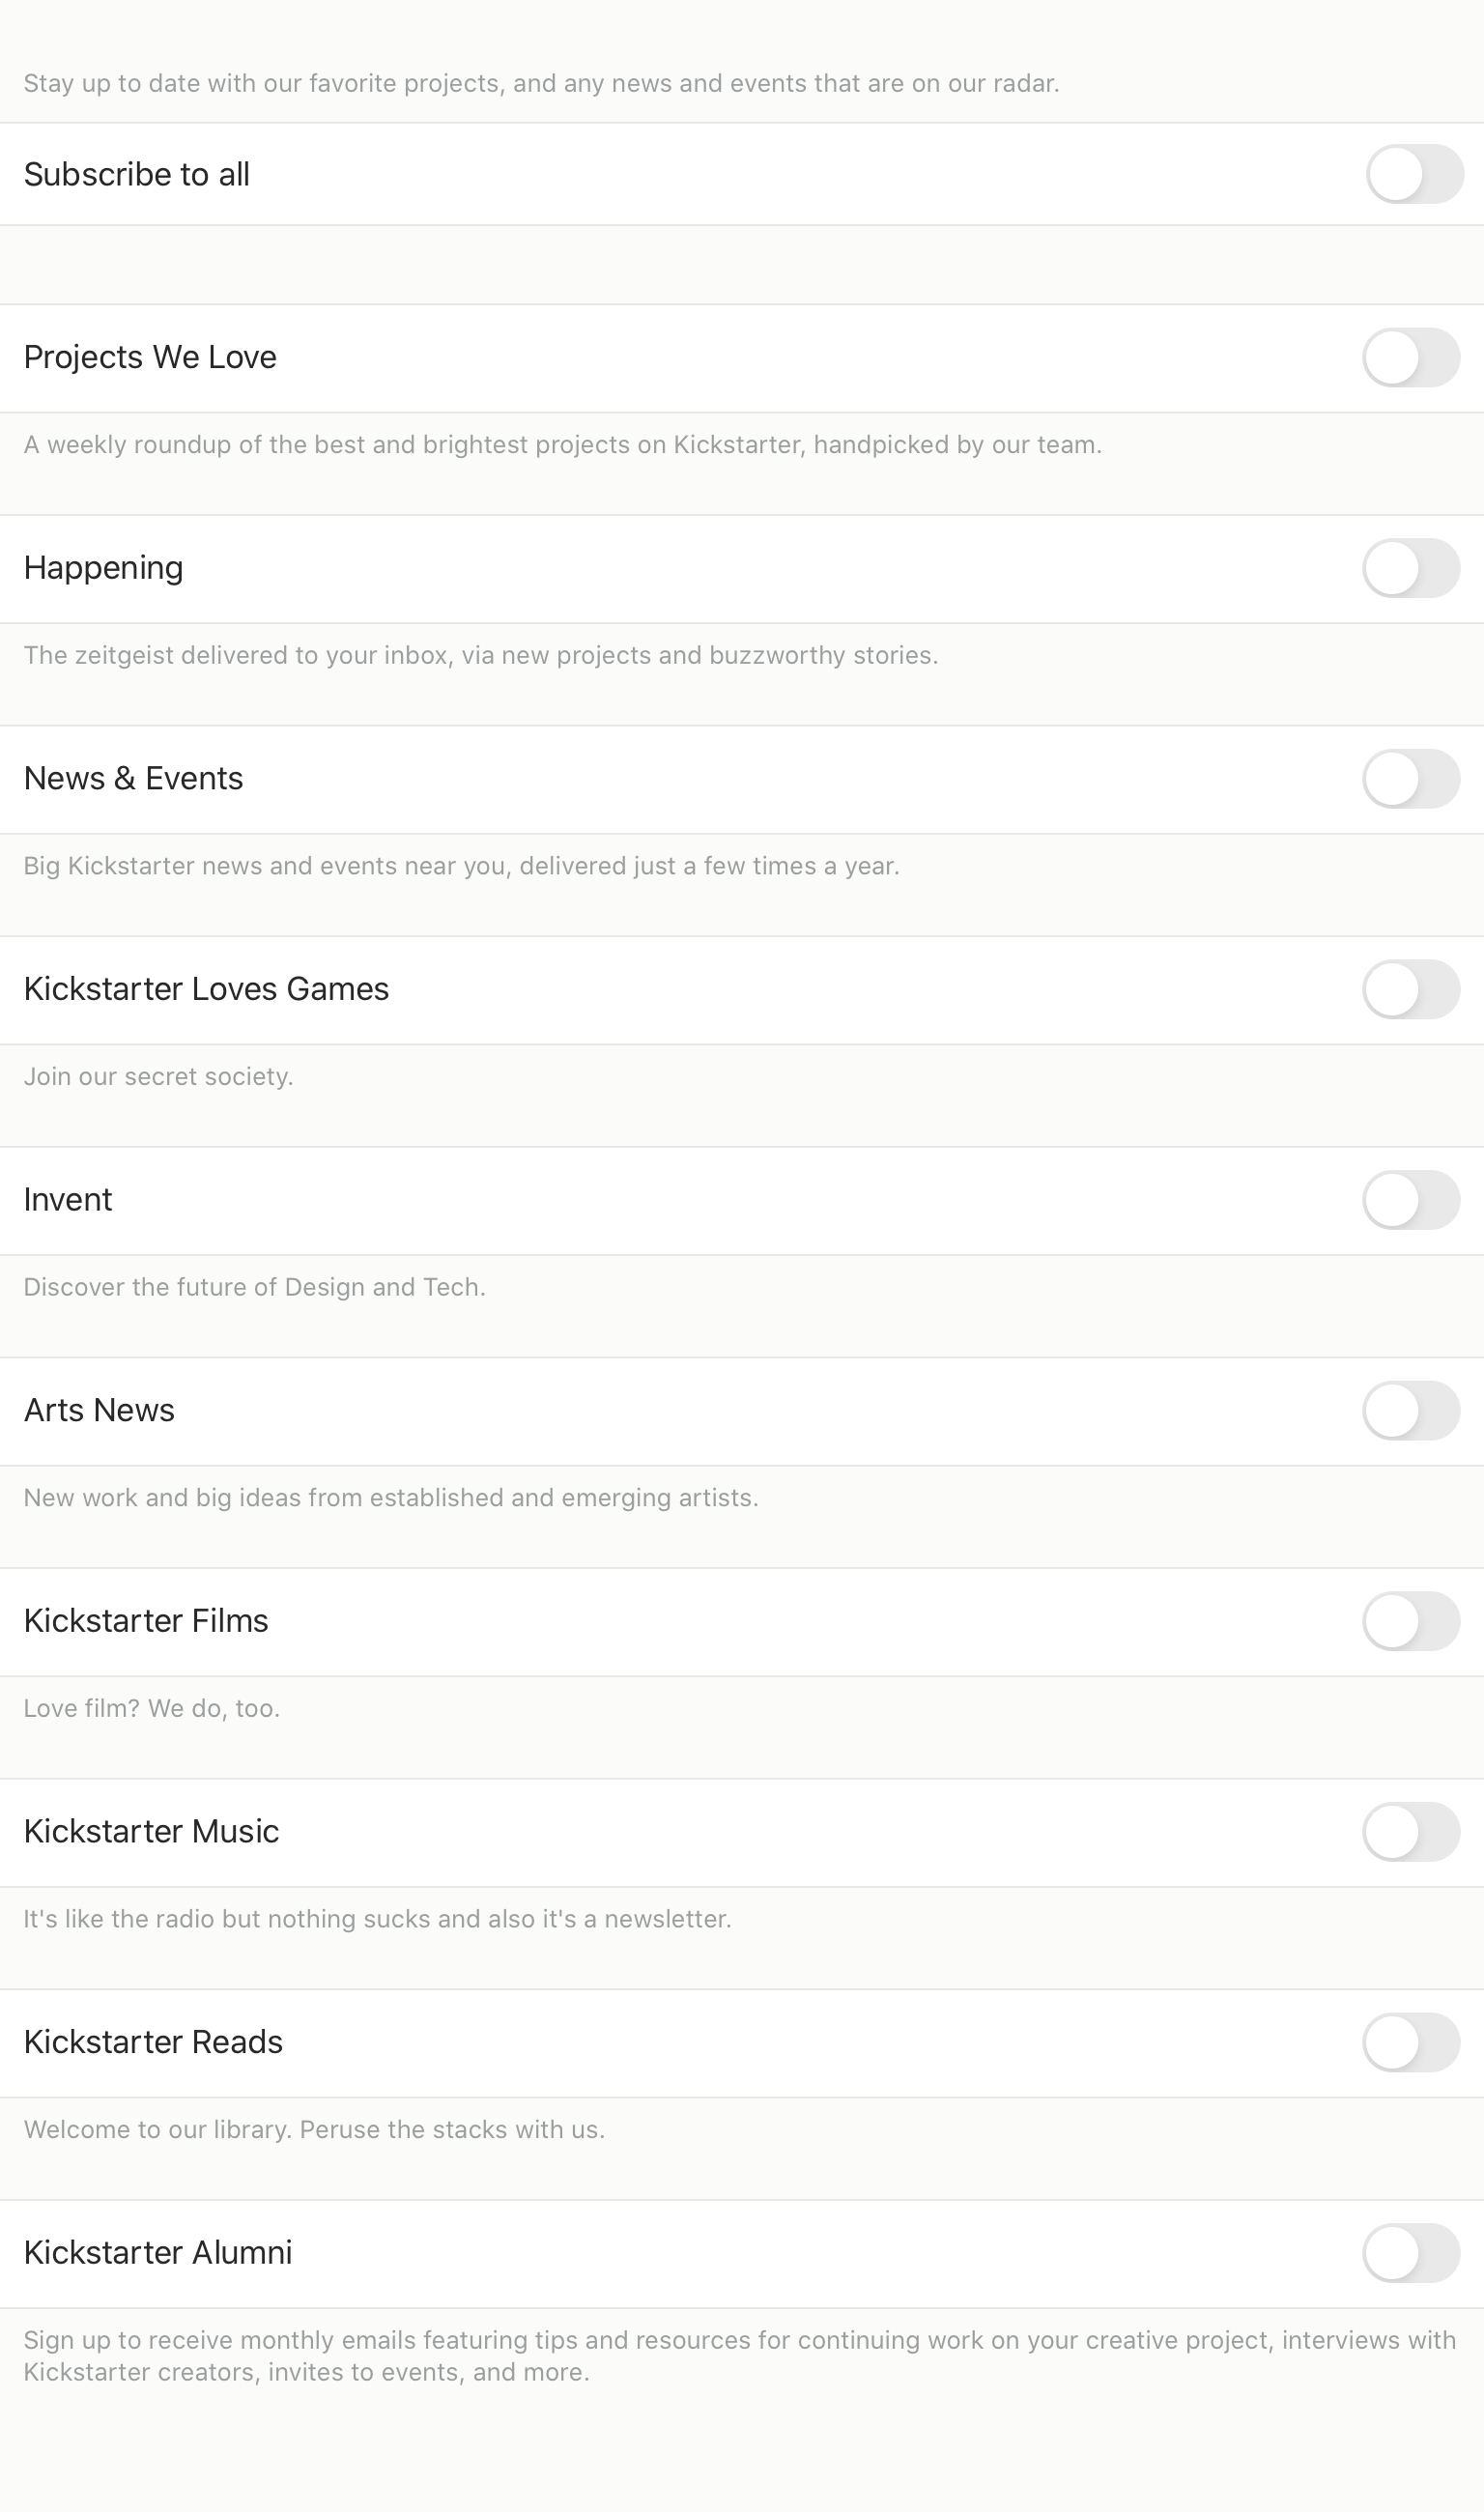 Stay up to date with our favorite projects, and any news and events that are on our radar.
Subscribe to all
Projects We Love
A weekly roundup of the best and brightest projects on Kickstarter, handpicked by our team.
Happening
The zeitgeist delivered to your inbox, via new projects and buzzworthy stories.
News & Events
Big Kickstarter news and events near you, delivered just a few times a year.
Kickstarter Loves Games
Join our secret society.
Invent
Discover the future of Design and Tech.
Arts News
New work and big ideas from established and emerging artists.
Kickstarter Films
Love film? We do, too.
Kickstarter Music
It's like the radio but nothing sucks and also it's a newsletter.
Kickstarter Reads
Welcome to our library. Peruse the stacks with us.
Kickstarter Alumni
Sign up to receive monthly emails featuring tips and resources for continuing work on your creative project, interviews with
Kickstarter creators, invites to events, and more.